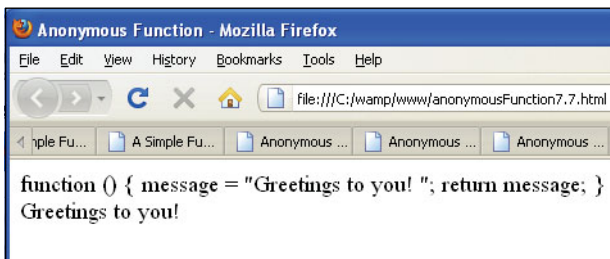 Anonymous Function - Mozilla Firefox
File Edit View History Bookmarks Tools Help
file:///C:/wamp/www/anonymousFunction7.7.html
nple Fu... A Simple Fu... Anonymous ... Anonymous ... Anonymous ...
function () { message = "Greetings to you! "; return message; }
Greetings to you!